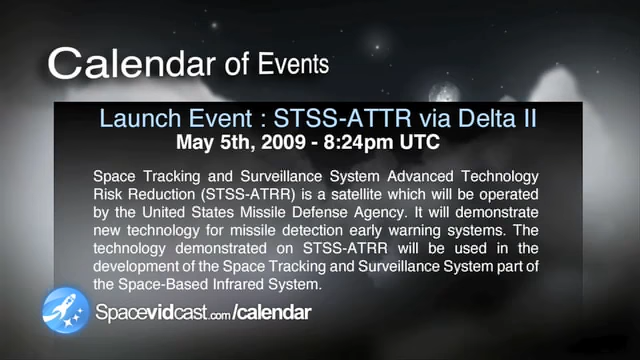 Calendar of Events
Launch Event : STSS-ATTR via Delta II
May 5th, 2009 - 8:24pm UTC
Space Tracking and Surveillance System Advanced Technology
Risk Reduction (STSS-ATRR) is a satellite which will be operated
by the United States Missile Defense Agency. It will demonstrate
new technology for missile detection early warning systems. The
technology demonstrated on STSS-ATRR will be used in the
development of the Space Tracking and Surveillance System part of
the Space-Based Infrared System.
Spacevidcast.com/calendar